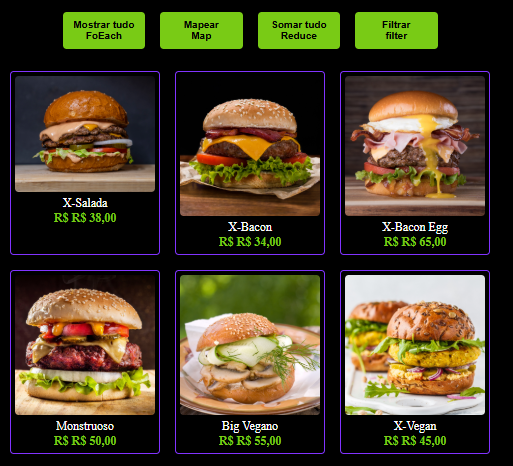 Mostrar tudo
FoEach
Mapear
Map
Somar tudo
Reduce
Filtrar
filter
X-Salada
R$ R$ 38,00
X-Bacon
R$ R$ 34,00
X-Bacon Egg
R$ R$ 65,00
Monstruoso
R$ R$ 50,00
Big Vegano
R$ R$ 55,00
X-Vegan
R$ R$ 45,00